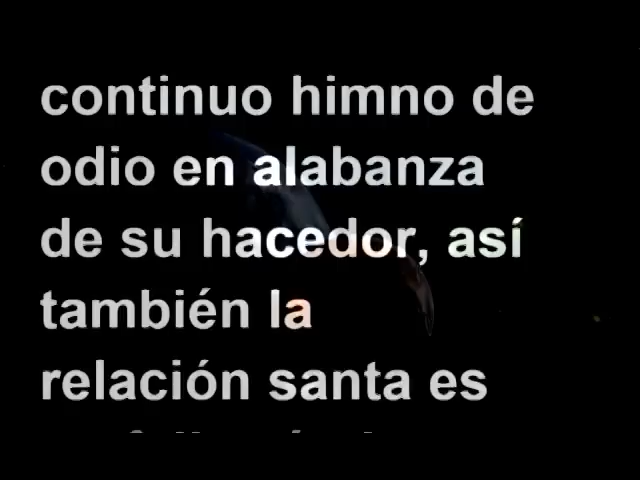 continuo himno de
odio en alabanza
de su hacedor, así
también la
relación santa es